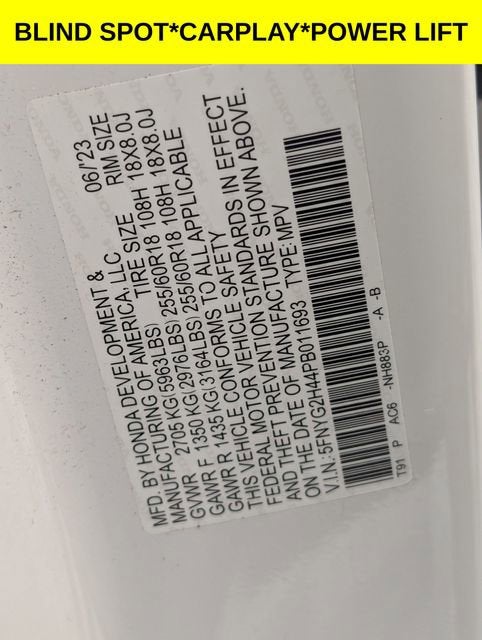 BLIND SPOT*CARPLAY*POWER LIFT
MFD. BY HONDA DEVELOPMENT & 06/'23
MANUFACTURING OF AMERICA, LLC
TIRE SIZE RIM SIZE
GVWR 2705 KG(5963LBS)
GAWR F 1350 KG(2976LBS) 255/60R18 108H 18X8.0J
GAWR R 1435 KG(3164LBS) 255/60R18 108H 18X8.0J
THIS VEHICLE CONFORMS TO ALL APPLICABLE
FEDERAL MOTOR VEHICLE SAFETY
AND THEFT PREVENTION STANDARDS IN EFFECT
ON THE DATE OF MANUFACTURE SHOWN ABOVE.
V.I.N.: 5FNYG2H44PB011693 TYPE: MPV
T91 P AC6 -NH883P -A -B
HONDA